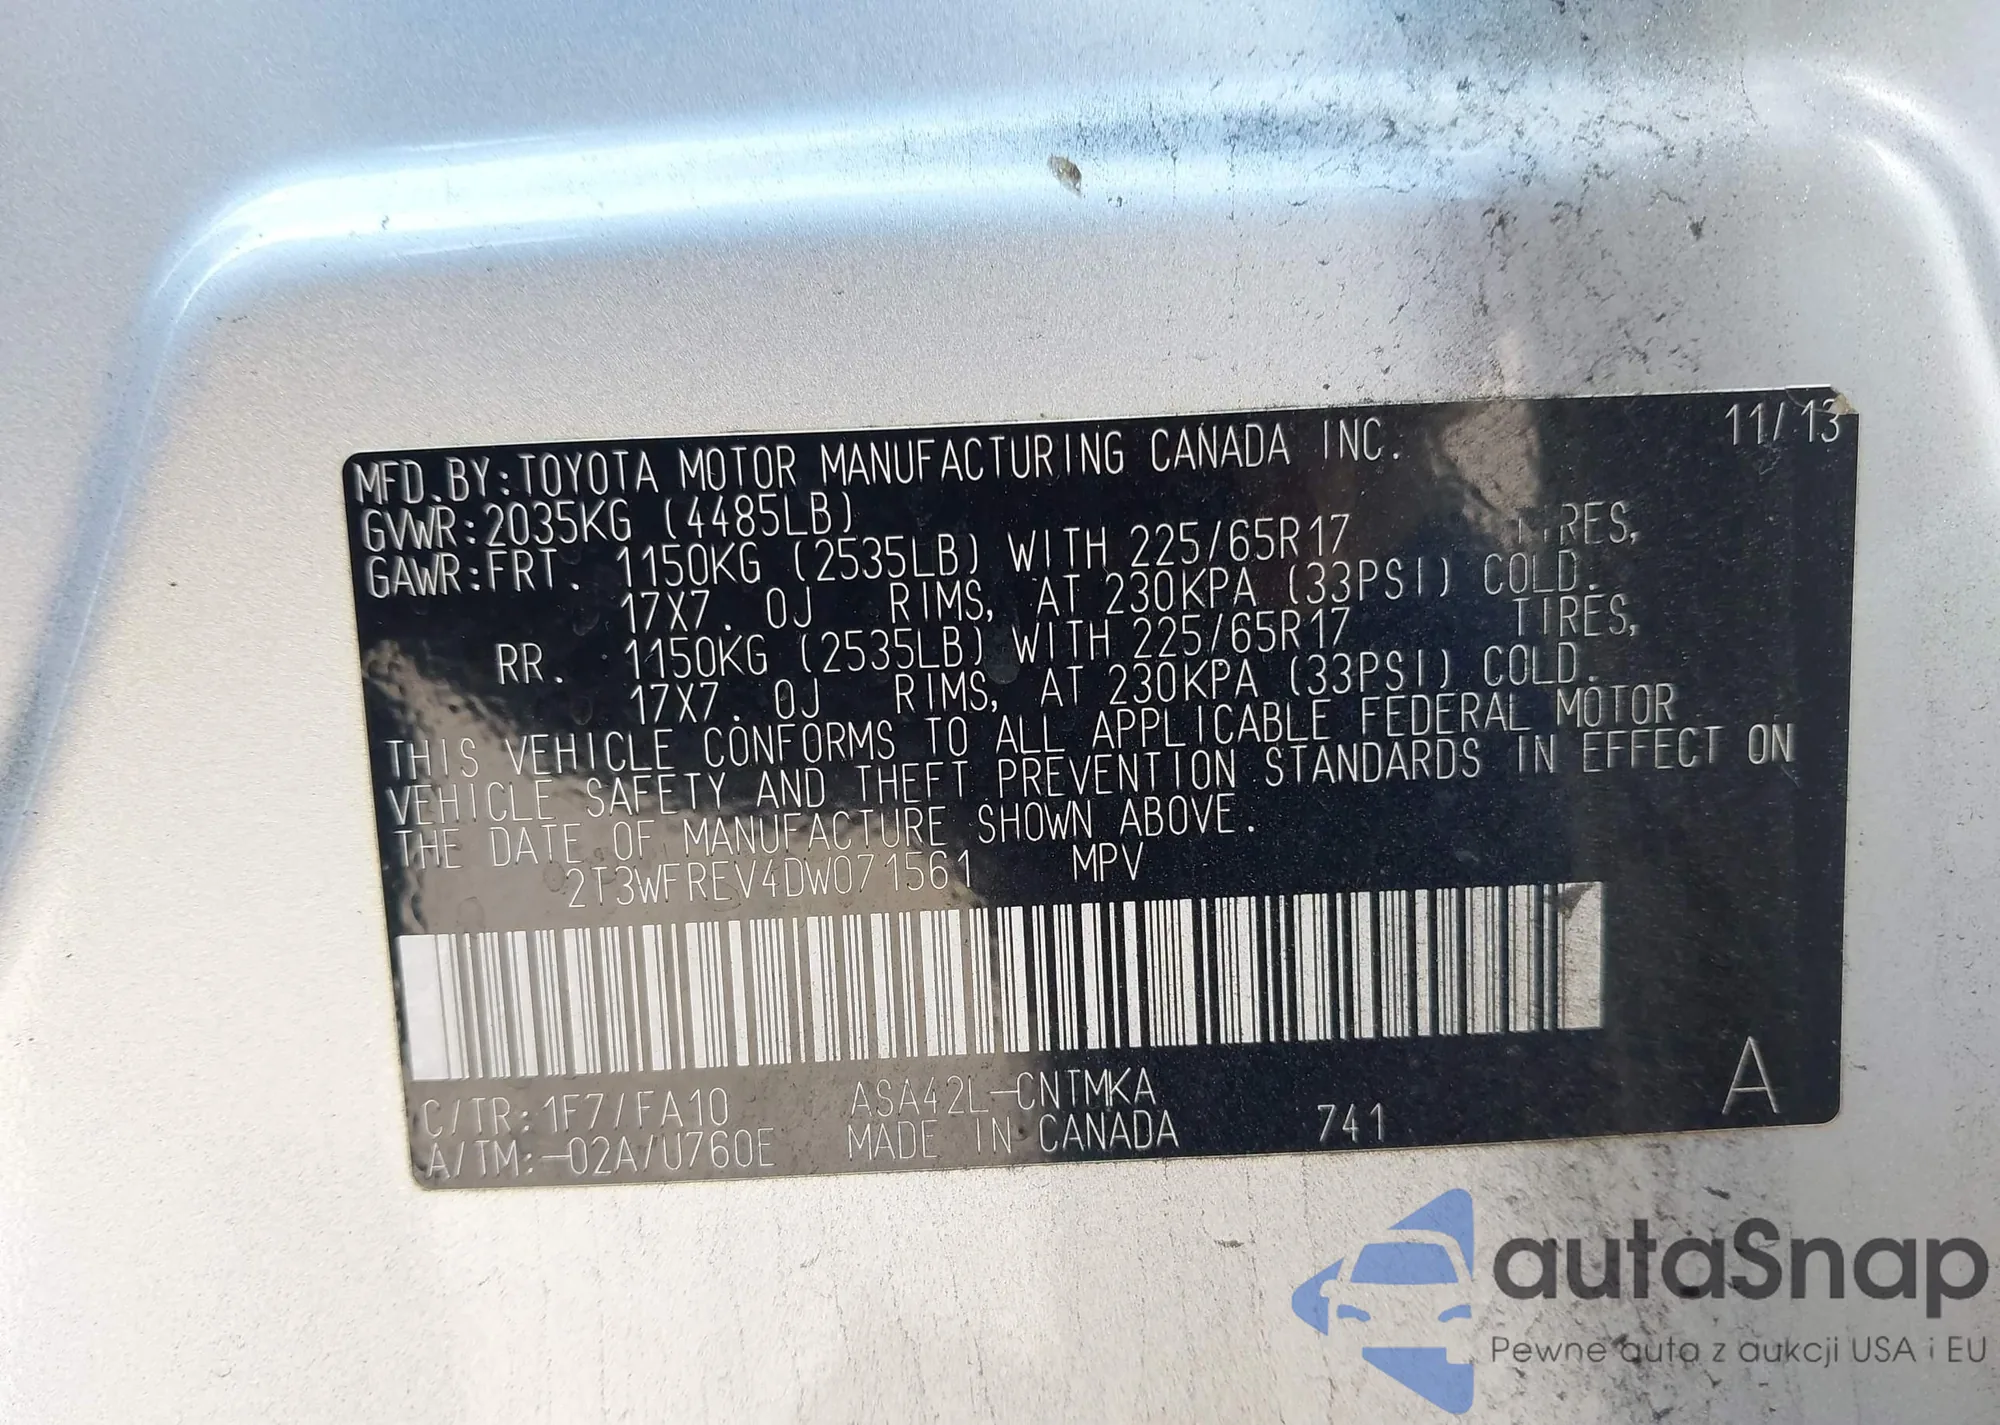 11/13
MFD.BY:TOYOTA MOTOR MANUFACTURING CANADA INC.
GVWR:2035KG (4485LB)
GAWR:FRT. 1150KG (2535LB) WITH 225/65R17 TIRES,
17X7.0J RIMS, AT 230KPA (33PSI) COLD.
RR. 1150KG (2535LB) WITH 225/65R17 TIRES,
17X7.0J RIMS, AT 230KPA (33PSI) COLD.
THIS VEHICLE CONFORMS TO ALL APPLICABLE FEDERAL MOTOR
VEHICLE SAFETY AND THEFT PREVENTION STANDARDS IN EFFECT ON
THE DATE OF MANUFACTURE SHOWN ABOVE.
2T3WFREV4DW071561 MPV
C/TR:1F7/FA10 ASA42L-CNTMKA A
A/TM:-02A/U760E MADE IN CANADA 741
autaSnap
Pewne auta z aukcji USA i EU